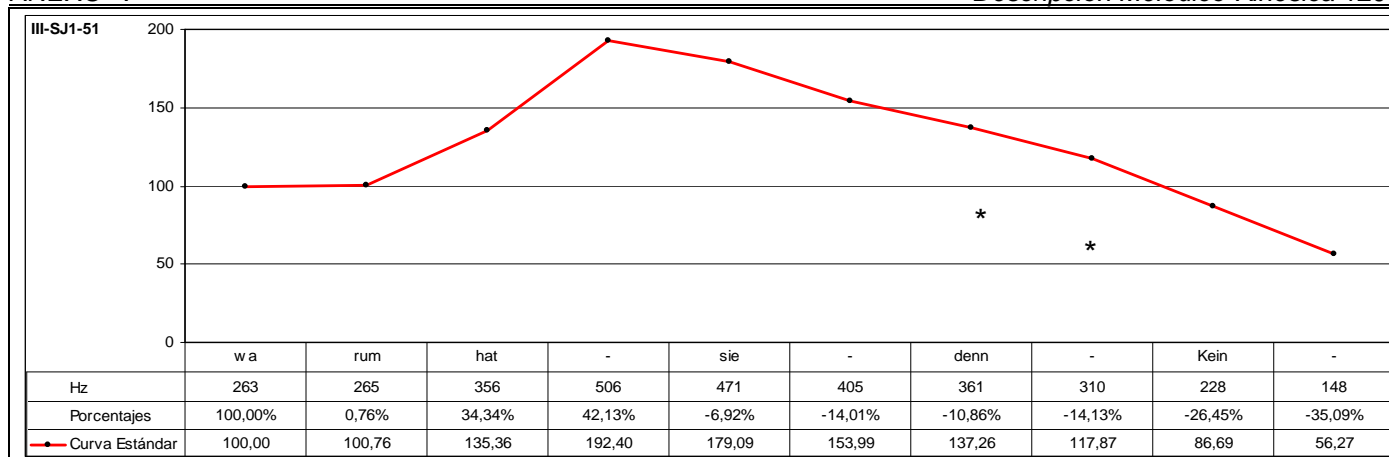 III-SJ1-51
200
150
100
50
0
wa rum hat - sie - denn - Kein -
Hz 263 265 356 506 471 405 361 310 228 148
Porcentajes 100,00% 0,76% 34,34% 42,13% -6,92% -14,01% -10,86% -14,13% -26,45% -35,09%
Curva Estándar 100,00 100,76 135,36 192,40 179,09 153,99 137,26 117,87 86,69 56,27
*
*